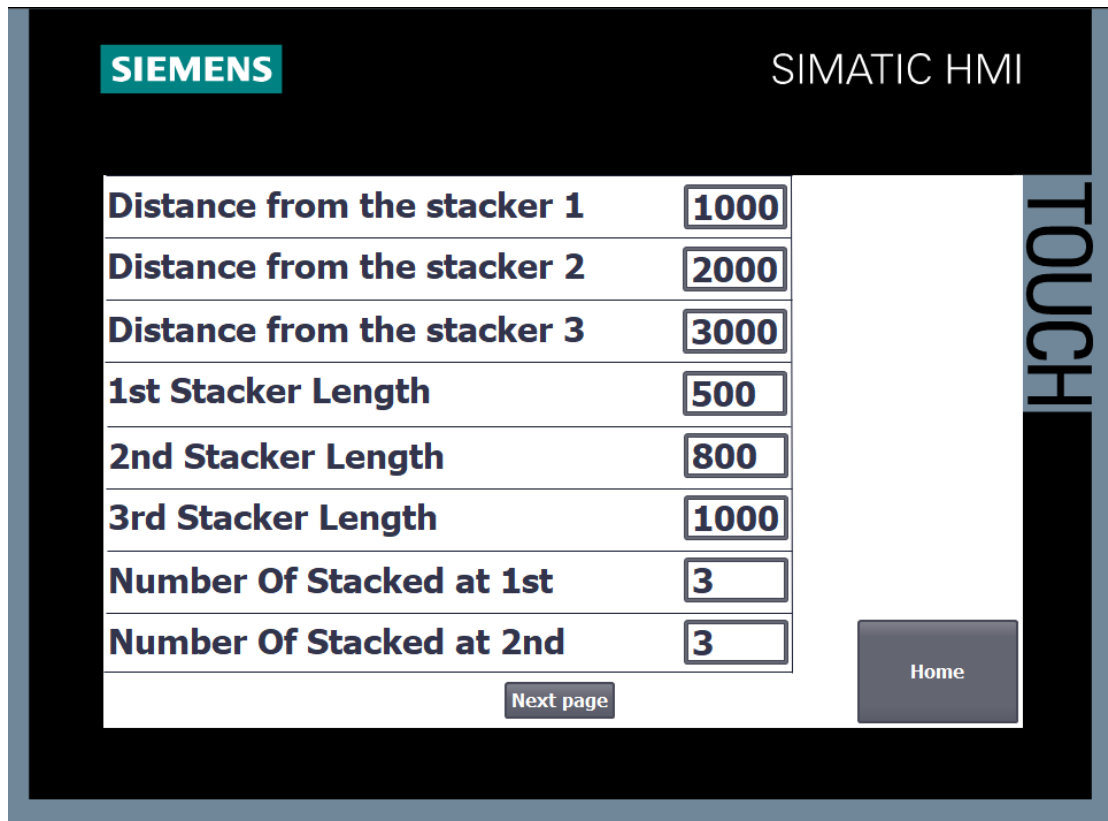 SIEMENS
SIMATIC HMI
TOUCH
Distance from the stacker 1 1000
Distance from the stacker 2 2000
Distance from the stacker 3 3000
1st Stacker Length 500
2nd Stacker Length 800
3rd Stacker Length 1000
Number Of Stacked at 1st 3
Number Of Stacked at 2nd 3
Home
Next page